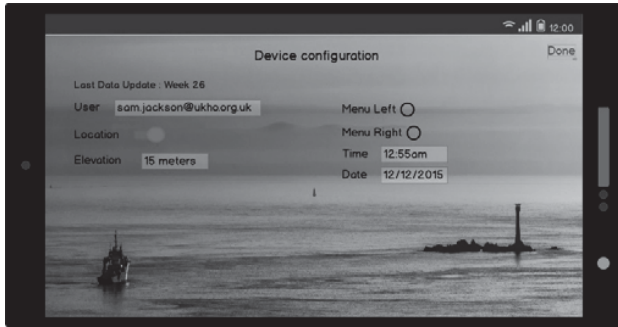 12:00
Device configuration
Done
Last Data Update : Week 26
User sam.jackson@ukho.org.uk
Location
Elevation 15 meters
Menu Left
Menu Right
Time 12:55am
Date 12/12/2015